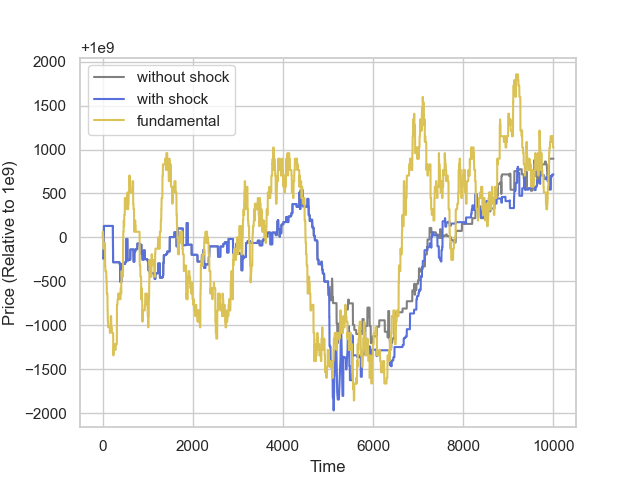 +1e9
2000
1500
1000
500
0
−500
−1000
−1500
−2000
Price (Relative to 1e9)
without shock
with shock
fundamental
0 2000 4000 6000 8000 10000
Time